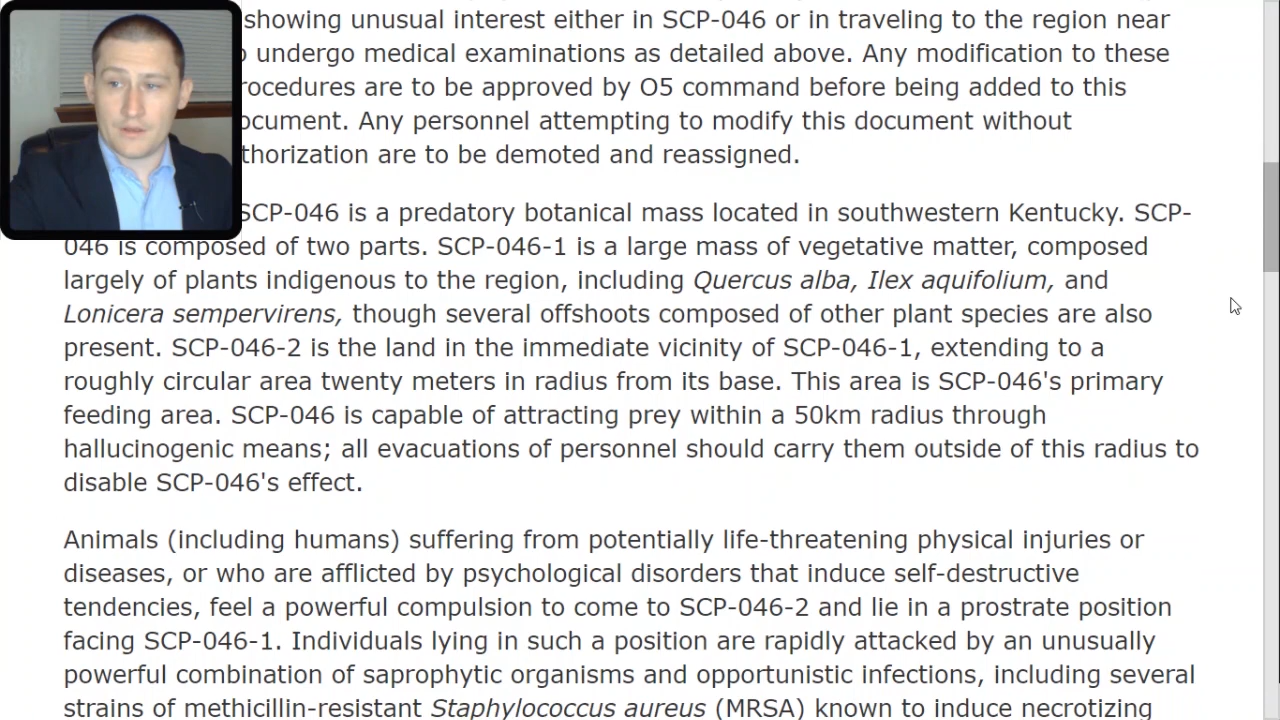 showing unusual interest either in SCP-046 or in traveling to the region near
undergo medical examinations as detailed above. Any modification to these
rocedures are to be approved by O5 command before being added to this
ocument. Any personnel attempting to modify this document without
thorization are to be demoted and reassigned.
SCP-046 is a predatory botanical mass located in southwestern Kentucky. SCP-
046 is composed of two parts. SCP-046-1 is a large mass of vegetative matter, composed
largely of plants indigenous to the region, including Quercus alba, Ilex aquifolium, and
Lonicera sempervirens, though several offshoots composed of other plant species are also
present. SCP-046-2 is the land in the immediate vicinity of SCP-046-1, extending to a
roughly circular area twenty meters in radius from its base. This area is SCP-046's primary
feeding area. SCP-046 is capable of attracting prey within a 50km radius through
hallucinogenic means; all evacuations of personnel should carry them outside of this radius to
disable SCP-046's effect.
Animals (including humans) suffering from potentially life-threatening physical injuries or
diseases, or who are afflicted by psychological disorders that induce self-destructive
tendencies, feel a powerful compulsion to come to SCP-046-2 and lie in a prostrate position
facing SCP-046-1. Individuals lying in such a position are rapidly attacked by an unusually
powerful combination of saprophytic organisms and opportunistic infections, including several
strains of methicillin-resistant Staphylococcus aureus (MRSA) known to induce necrotizing